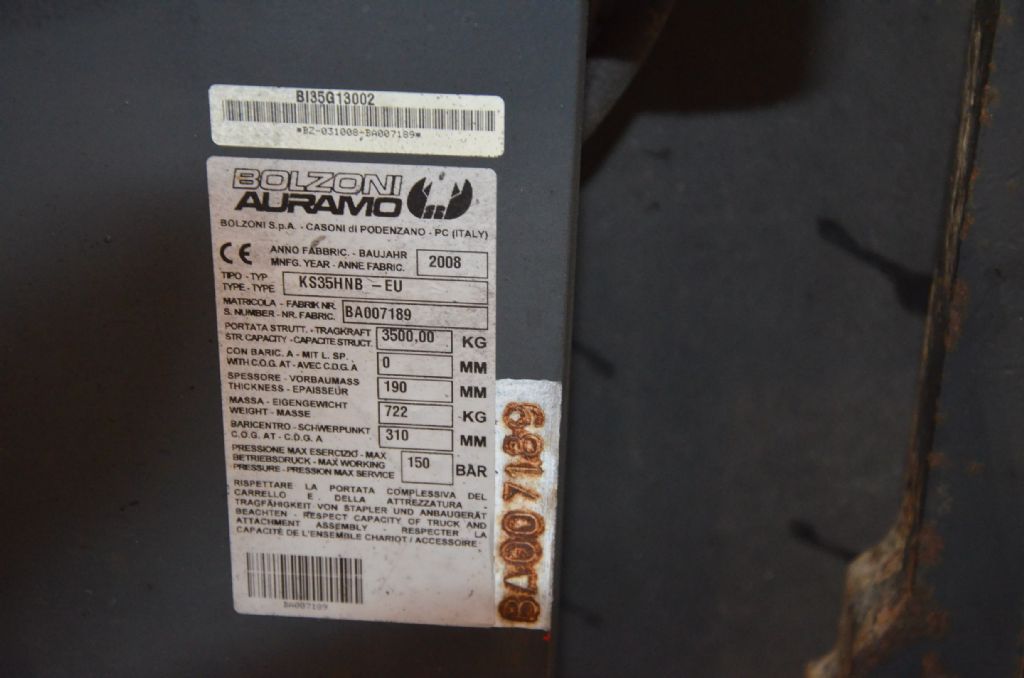 BI35G13002
*BZ-031008-BA007189*
BOLZONI
AURAMO
BOLZONI S.p.A. - CASONI di PODENZANO - PC (ITALY)
CE ANNO FABBRIC. - BAUJAHR
MNFG. YEAR - ANNE FABRIC. 2008
TIPO - TYP
TYPE - TYPE KS35HNB -EU
MATRICOLA - FABRIK NR.
S. NUMBER - NR. FABRIC. BA007189
PORTATA STRUTT. - TRAGKRAFT
STR. CAPACITY - CAPACITE STRUCT. 3500,00 KG
CON BARIC. A - MIT L. SP.
WITH C.O.G. AT - AVEC C.D.G. A 0 MM
SPESSORE - VORBAUMASS
THICKNESS - EPAISSEUR 190 MM
MASSA - EIGENGEWICHT
WEIGHT - MASSE 722 KG
BARICENTRO - SCHWERPUNKT
C.O.G. AT - C.D.G. A 310 MM
PRESSIONE MAX ESERCIZIO - MAX
BETRIEBSDRUCK - MAX WORKING
PRESSURE - PRESSION MAX SERVICE 150 BAR
RISPETTARE LA PORTATA COMPLESSIVA DEL
CARRELLO E DELLA ATTREZZATURA -
TRAGFÄHIGKEIT VON STAPLER UND ANBAUGERÄT
BEACHTEN - RESPECT CAPACITY OF TRUCK AND
ATTACHMENT ASSEMBLY - RESPECTER LA
CAPACITÉ DE L'ENSEMBLE CHARIOT / ACCESSOIRE
BA007189
BA007189